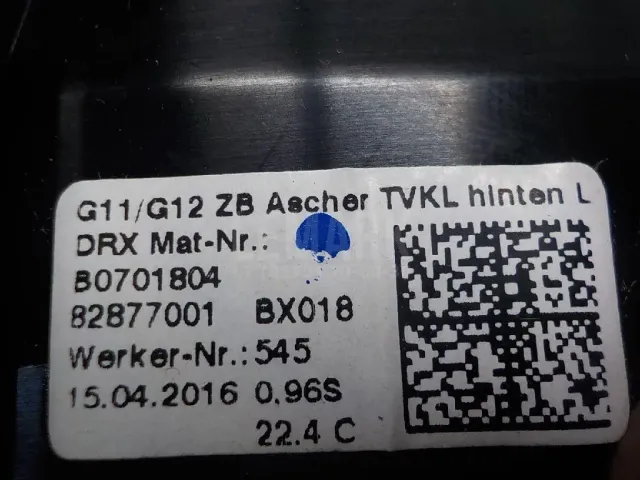 G11/G12 ZB Ascher TVKL hinten L
DRX Mat-Nr.:
B0701804
82877001 BX018
Werker-Nr.:545
15.04.2016 0.96S
22.4 C